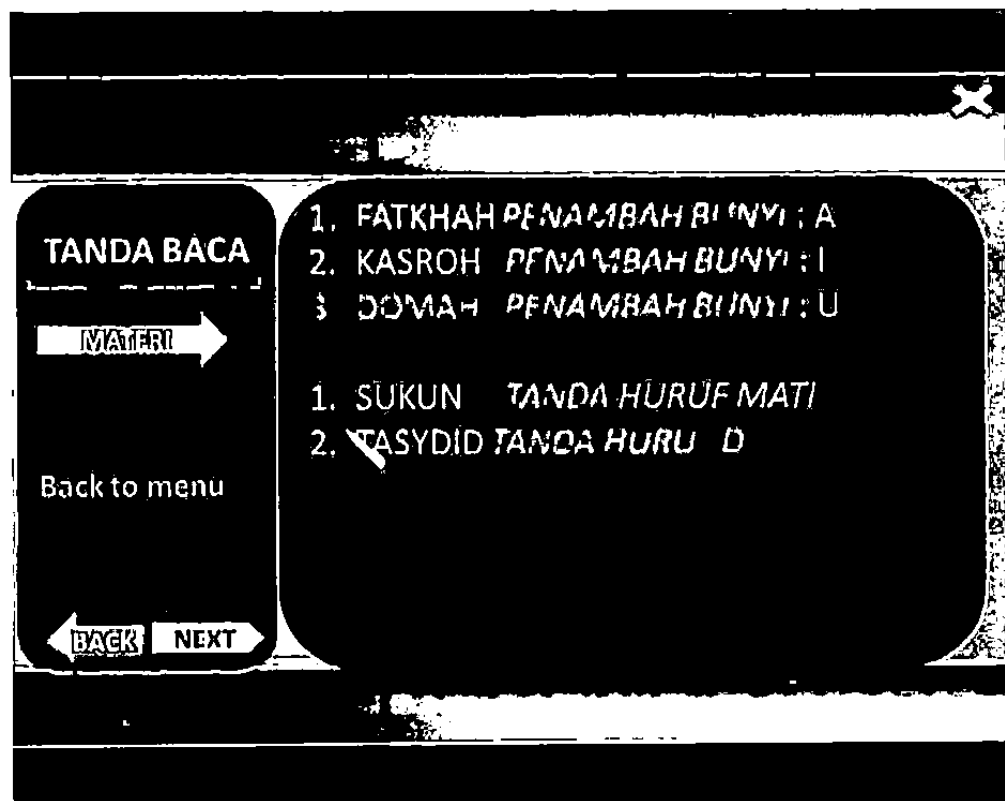 TANDA BACA
MATERI
Back to menu
BACK NEXT
1. FATKHAH PENAMBAH BUNYI : A
2. KASROH PENAMBAH BUNYI : I
3 DOMAH PENAMBAH BUNYI : U
1. SUKUN TANDA HURUF MATI
2. TASYDID TANDA HURU D